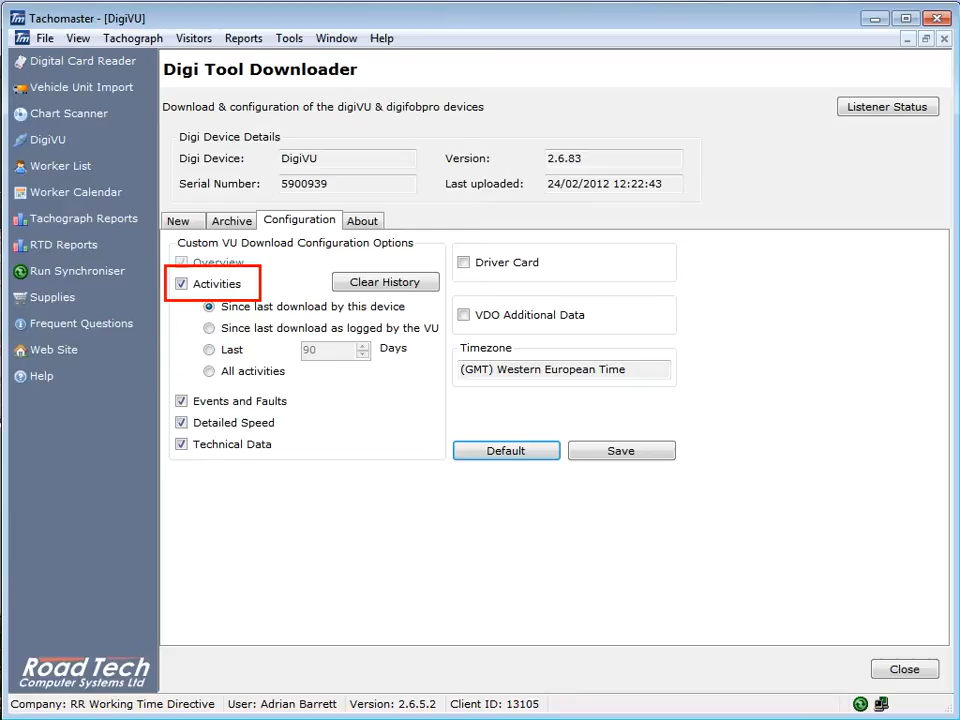 Tm Tachomaster - [DigiVU]
Tm File View Tachograph Visitors Reports Tools Window Help
Digital Card Reader
Vehicle Unit Import
Chart Scanner
DigiVU
Worker List
Worker Calendar
Tachograph Reports
RTD Reports
Run Synchroniser
Supplies
Frequent Questions
Web Site
Help
Road Tech
Computer Systems Ltd
Digi Tool Downloader
Download & configuration of the digiVU & digifobpro devices
Listener Status
Digi Device Details
Digi Device: DigiVU Version: 2.6.83
Serial Number: 5900939 Last uploaded: 24/02/2012 12:22:43
New Archive Configuration About
Custom VU Download Configuration Options
Overview
Activities Clear History
Since last download by this device
Since last download as logged by the VU
Last 90 Days
All activities
Events and Faults
Detailed Speed
Technical Data
Driver Card
VDO Additional Data
Timezone
(GMT) Western European Time
Default Save
Close
Company: RR Working Time Directive User: Adrian Barrett Version: 2.6.5.2 Client ID: 13105